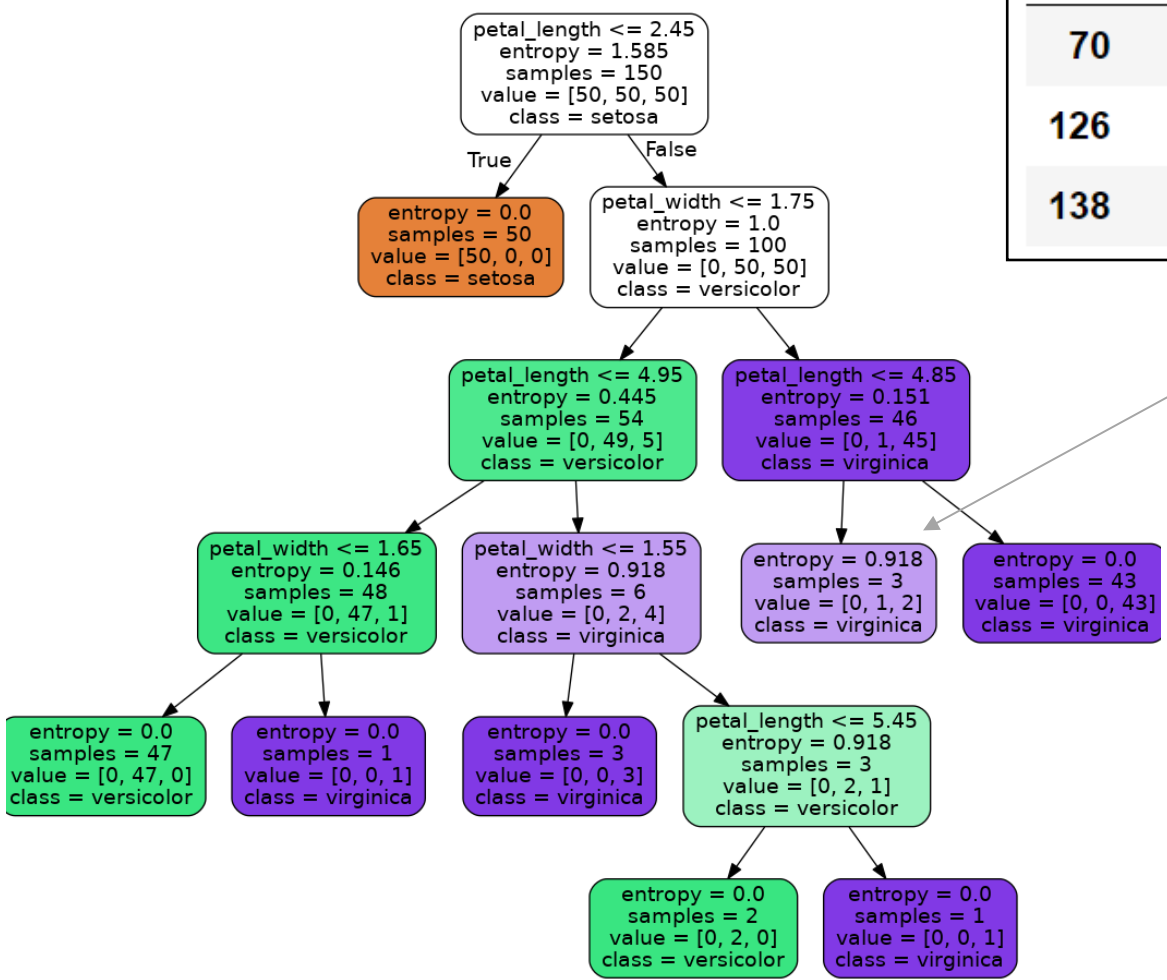 petal_length <= 2.45
entropy = 1.585
samples = 150
value = [50, 50, 50]
class = setosa
70
126
138
True
False
entropy = 0.0
samples = 50
value = [50, 0, 0]
class = setosa
petal_width <= 1.75
entropy = 1.0
samples = 100
value = [0, 50, 50]
class = versicolor
petal_length <= 4.95
entropy = 0.445
samples = 54
value = [0, 49, 5]
class = versicolor
petal_length <= 4.85
entropy = 0.151
samples = 46
value = [0, 1, 45]
class = virginica
petal_width <= 1.65
entropy = 0.146
samples = 48
value = [0, 47, 1]
class = versicolor
petal_width <= 1.55
entropy = 0.918
samples = 6
value = [0, 2, 4]
class = virginica
entropy = 0.918
samples = 3
value = [0, 1, 2]
class = virginica
entropy = 0.0
samples = 43
value = [0, 0, 43]
class = virginica
entropy = 0.0
samples = 47
value = [0, 47, 0]
class = versicolor
entropy = 0.0
samples = 1
value = [0, 0, 1]
class = virginica
entropy = 0.0
samples = 3
value = [0, 0, 3]
class = virginica
petal_length <= 5.45
entropy = 0.918
samples = 3
value = [0, 2, 1]
class = versicolor
entropy = 0.0
samples = 2
value = [0, 2, 0]
class = versicolor
entropy = 0.0
samples = 1
value = [0, 0, 1]
class = virginica